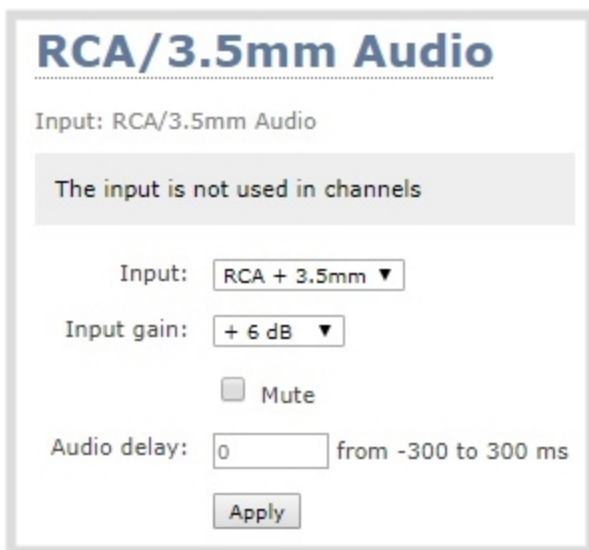 RCA/3.5mm Audio
Input: RCA/3.5mm Audio
The input is not used in channels
Input: RCA + 3.5mm ▼
Input gain: + 6 dB ▼
Mute
Audio delay: 0 from -300 to 300 ms
Apply